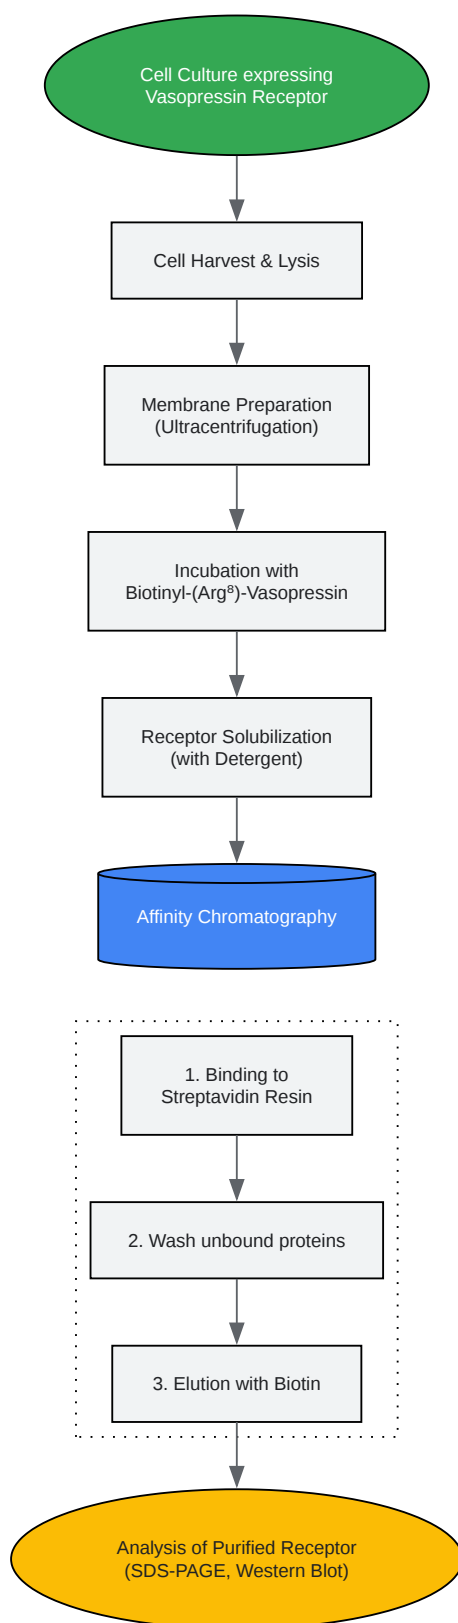 Cell Culture expressing
Vasopressin Receptor
Cell Harvest & Lysis
Membrane Preparation
(Ultracentrifugation)
Incubation with
Biotinyl-(Arg⁸)-Vasopressin
Receptor Solubilization
(with Detergent)
Affinity Chromatography
1. Binding to
Streptavidin Resin
2. Wash unbound proteins
3. Elution with Biotin
Analysis of Purified Receptor
(SDS-PAGE, Western Blot)